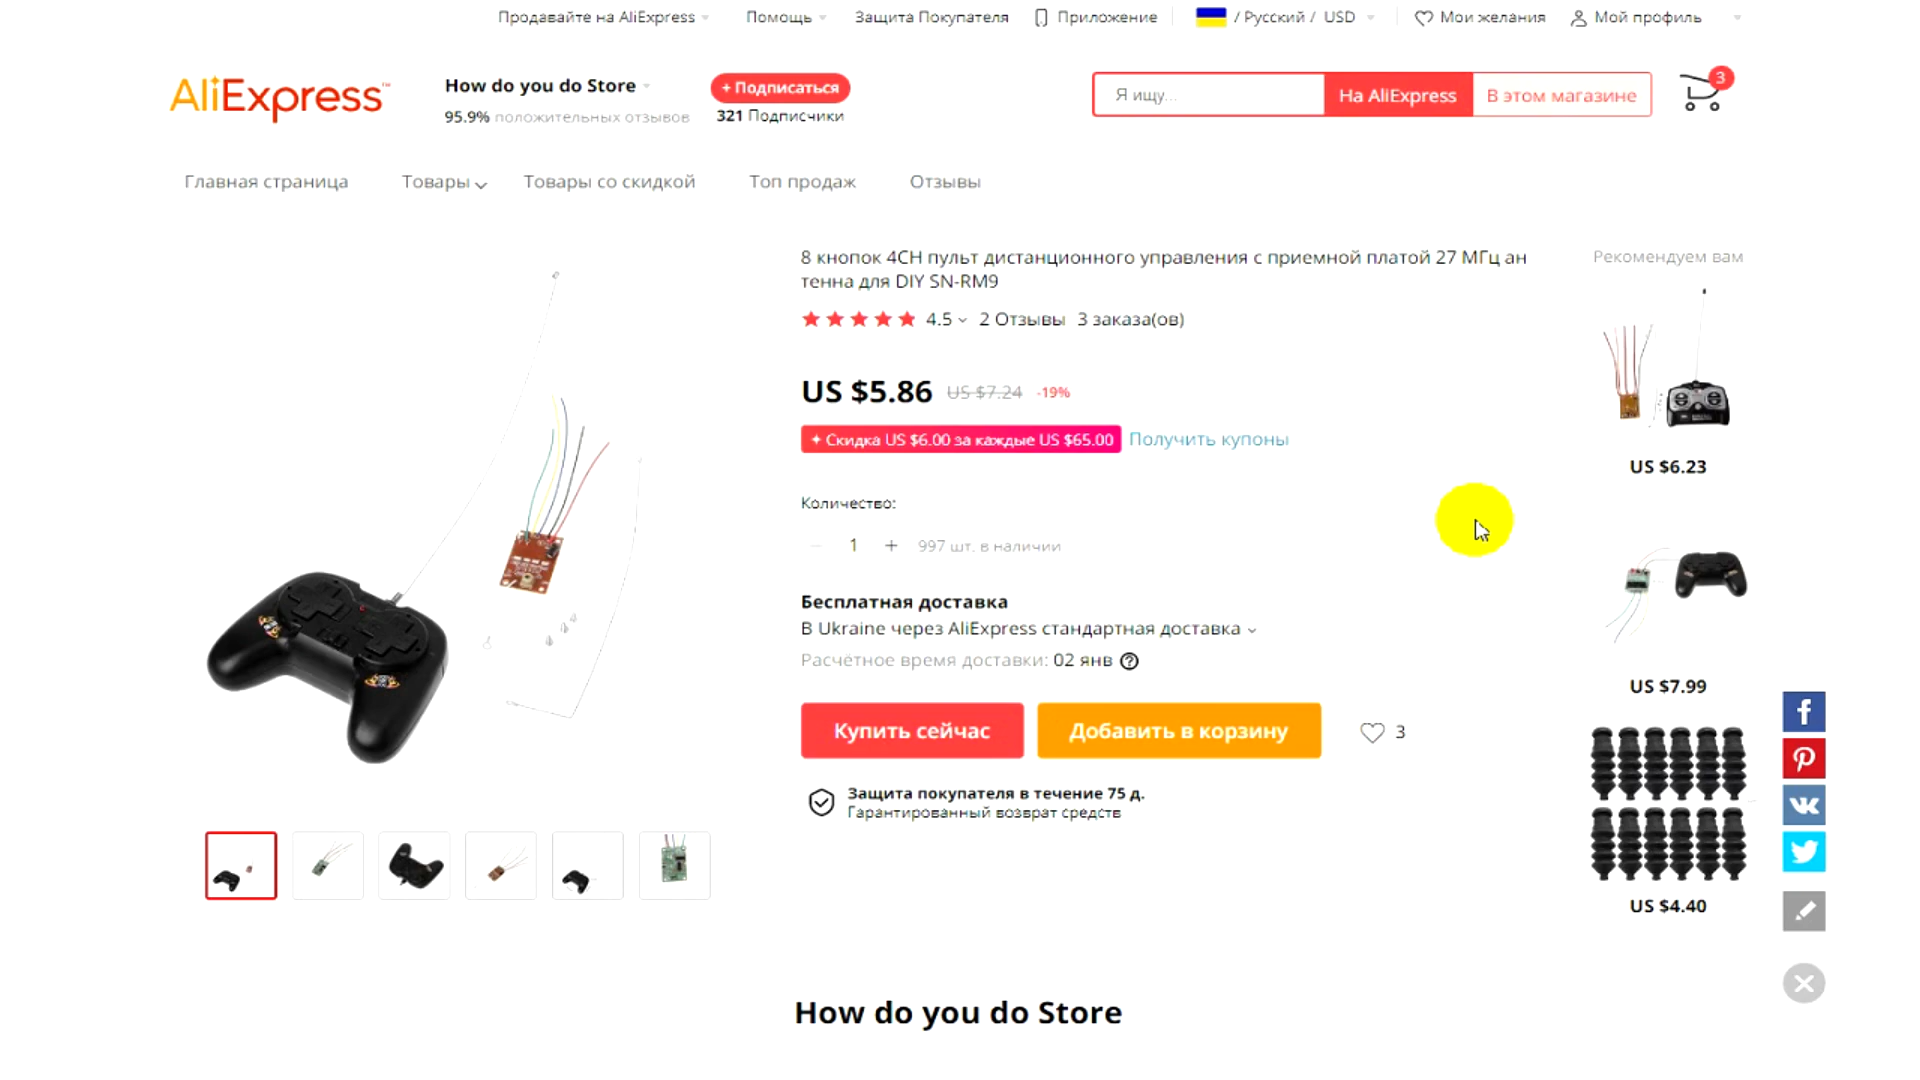 Продавайте на AliExpress
Помощь
Защита Покупателя
Приложение
/ Русский / USD
Мои желания
Мой профиль
AliExpress™
How do you do Store
95.9% положительных отзывов
+ Подписаться
321 Подписчики
Я ищу...
На AliExpress
В этом магазине
3
Главная страница
Товары
Товары со скидкой
Топ продаж
Отзывы
8 кнопок 4CH пульт дистанционного управления с приемной платой 27 МГц ан
тенна для DIY SN-RM9
4.5
2 Отзывы
3 заказа(ов)
US $5.86
US $7.24
-19%
Скидка US $6.00 за каждые US $65.00
Получить купоны
Количество:
1
997 шт. в наличии
Бесплатная доставка
В Ukraine через AliExpress стандартная доставка
Расчётное время доставки: 02 янв
Купить сейчас
Добавить в корзину
3
Защита покупателя в течение 75 д.
Гарантированный возврат средств
Рекомендуем вам
US $6.23
US $7.99
US $4.40
How do you do Store